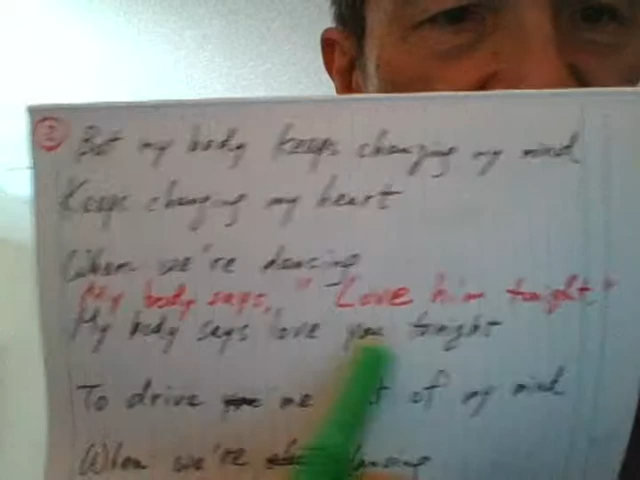 2 But my body keeps changing my mind
Keeps changing my heart
When we're dancing
My body says, "Love him tonight."
My body says love you tonight
To drive me of my mind
When we're dancing